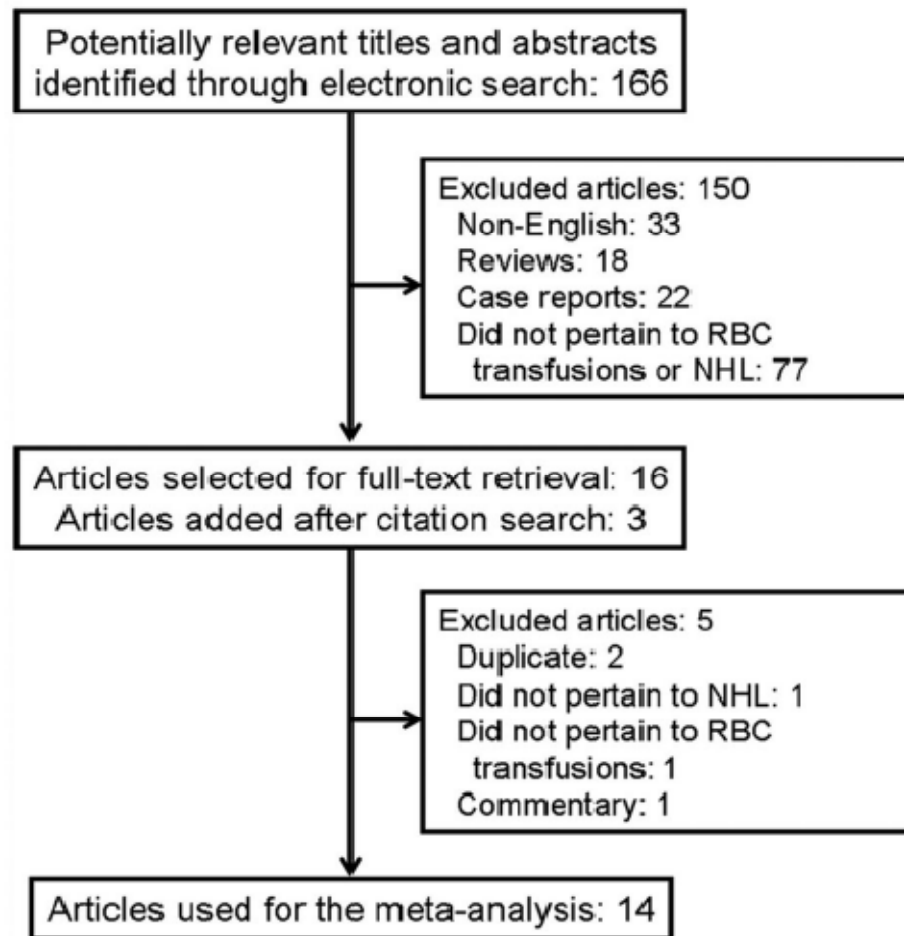 Potentially relevant titles and abstracts
identified through electronic search: 166
Excluded articles: 150
Non-English: 33
Reviews: 18
Case reports: 22
Did not pertain to RBC
transfusions or NHL: 77
Articles selected for full-text retrieval: 16
Articles added after citation search: 3
Excluded articles: 5
Duplicate: 2
Did not pertain to NHL: 1
Did not pertain to RBC
transfusions: 1
Commentary: 1
Articles used for the meta-analysis: 14